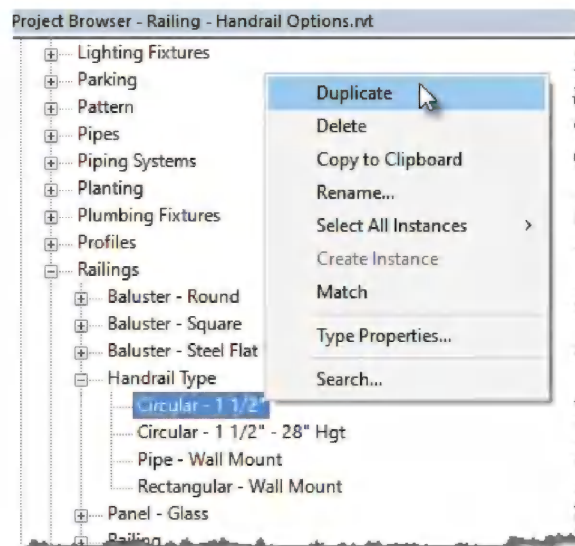 Project Browser - Railing - Handrail Options.rvt
Lighting Fixtures
Parking
Pattern
Pipes
Piping Systems
Planting
Plumbing Fixtures
Profiles
Railings
Baluster - Round
Baluster - Square
Baluster - Steel Flat
Handrail Type
Circular - 1 1/2"
Circular - 1 1/2" - 28" Hgt
Pipe - Wall Mount
Rectangular - Wall Mount
Panel - Glass
Railing
Duplicate
Delete
Copy to Clipboard
Rename...
Select All Instances
Create Instance
Match
Type Properties...
Search...